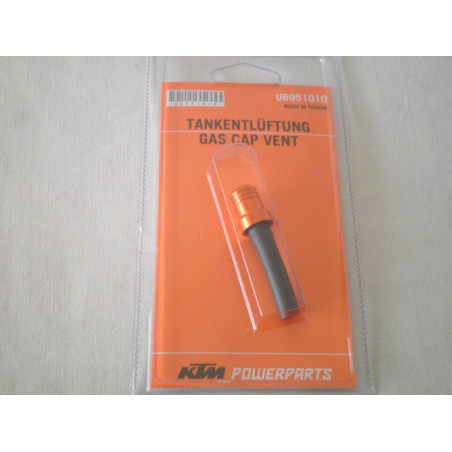 U6951010
MADE IN TAIWAN
TANKENTLÜFTUNG
GAS CAP VENT
KTM POWERPARTS